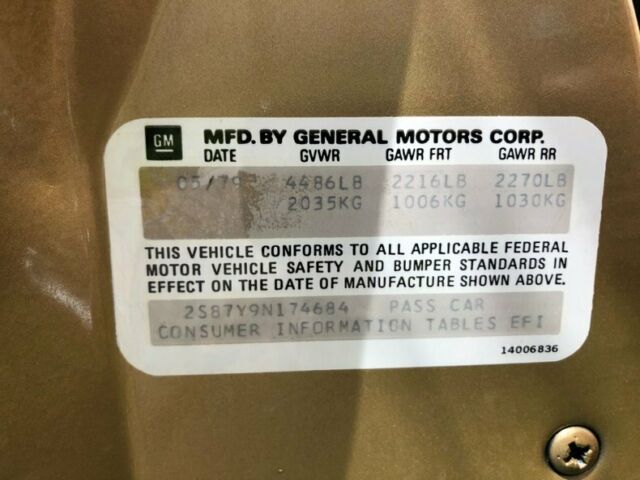 GM MFD. BY GENERAL MOTORS CORP.
DATE GVWR GAWR FRT GAWR RR
05/79 4486LB 2216LB 2270LB
2035KG 1006KG 1030KG
THIS VEHICLE CONFORMS TO ALL APPLICABLE FEDERAL
MOTOR VEHICLE SAFETY AND BUMPER STANDARDS IN
EFFECT ON THE DATE OF MANUFACTURE SHOWN ABOVE.
2S87Y9N174684 PASS CAR
CONSUMER INFORMATION TABLES EFI
14006836